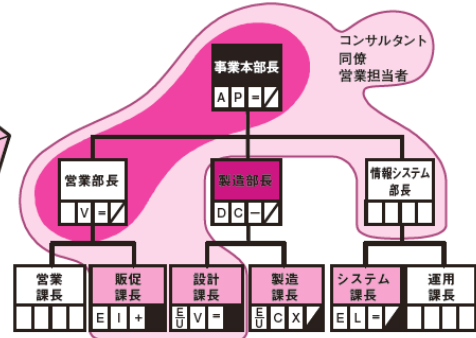 コンサルタント
同僚
営業担当者
事業本部長
A P =
営業部長
V =
製造部長
D C −
情報システム
部長
営業
課長
販促
課長
E I +
設計
課長
E/U V =
製造
課長
E/U C X
システム
課長
E L =
運用
課長